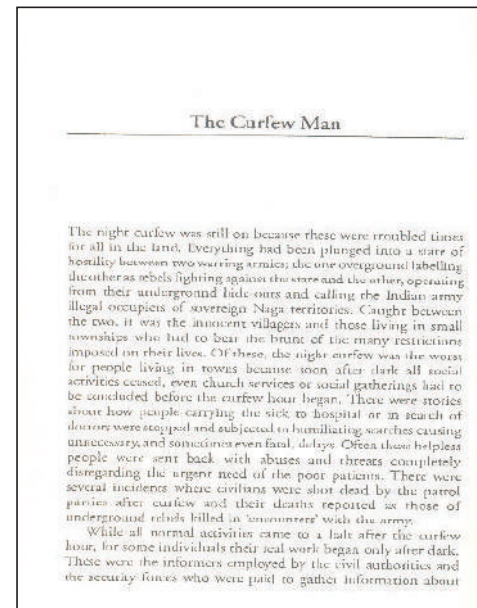 The Curfew Man
The night curfew was still on because these were troubled times
for all in the land. Everything had been plunged into a state of
hostility between two warring armies; the one overground labelling
the other as rebels fighting against the state and the other, operating
from their underground hide outs and calling the Indian army
illegal occupiers of sovereign Naga territories. Caught between
the two, it was the innocent villagers and those living in small
townships who had to bear the brunt of the many restrictions
imposed on their lives. Of these, the night curfew was the worst
for people living in towns because soon after dark all social
activities ceased, even church services or social gatherings had to
be concluded before the curfew hour began. There were stories
about how people carrying the sick to hospital or in search of
doctors were stopped and subjected to humiliating searches causing
unnecessary, and sometimes even fatal, delays. Often these helpless
people were sent back with abuses and threats completely
disregarding the urgent need of the poor patients. There were
several incidents where civilians were shot dead by the patrol
parties after curfew and their deaths reported as those of
underground rebels killed in 'encounters' with the army.
While all normal activities came to a halt after the curfew
hour, for some individuals their real work began only after dark.
These were the informers employed by the civil authorities and
the security forces who were paid to gather information about